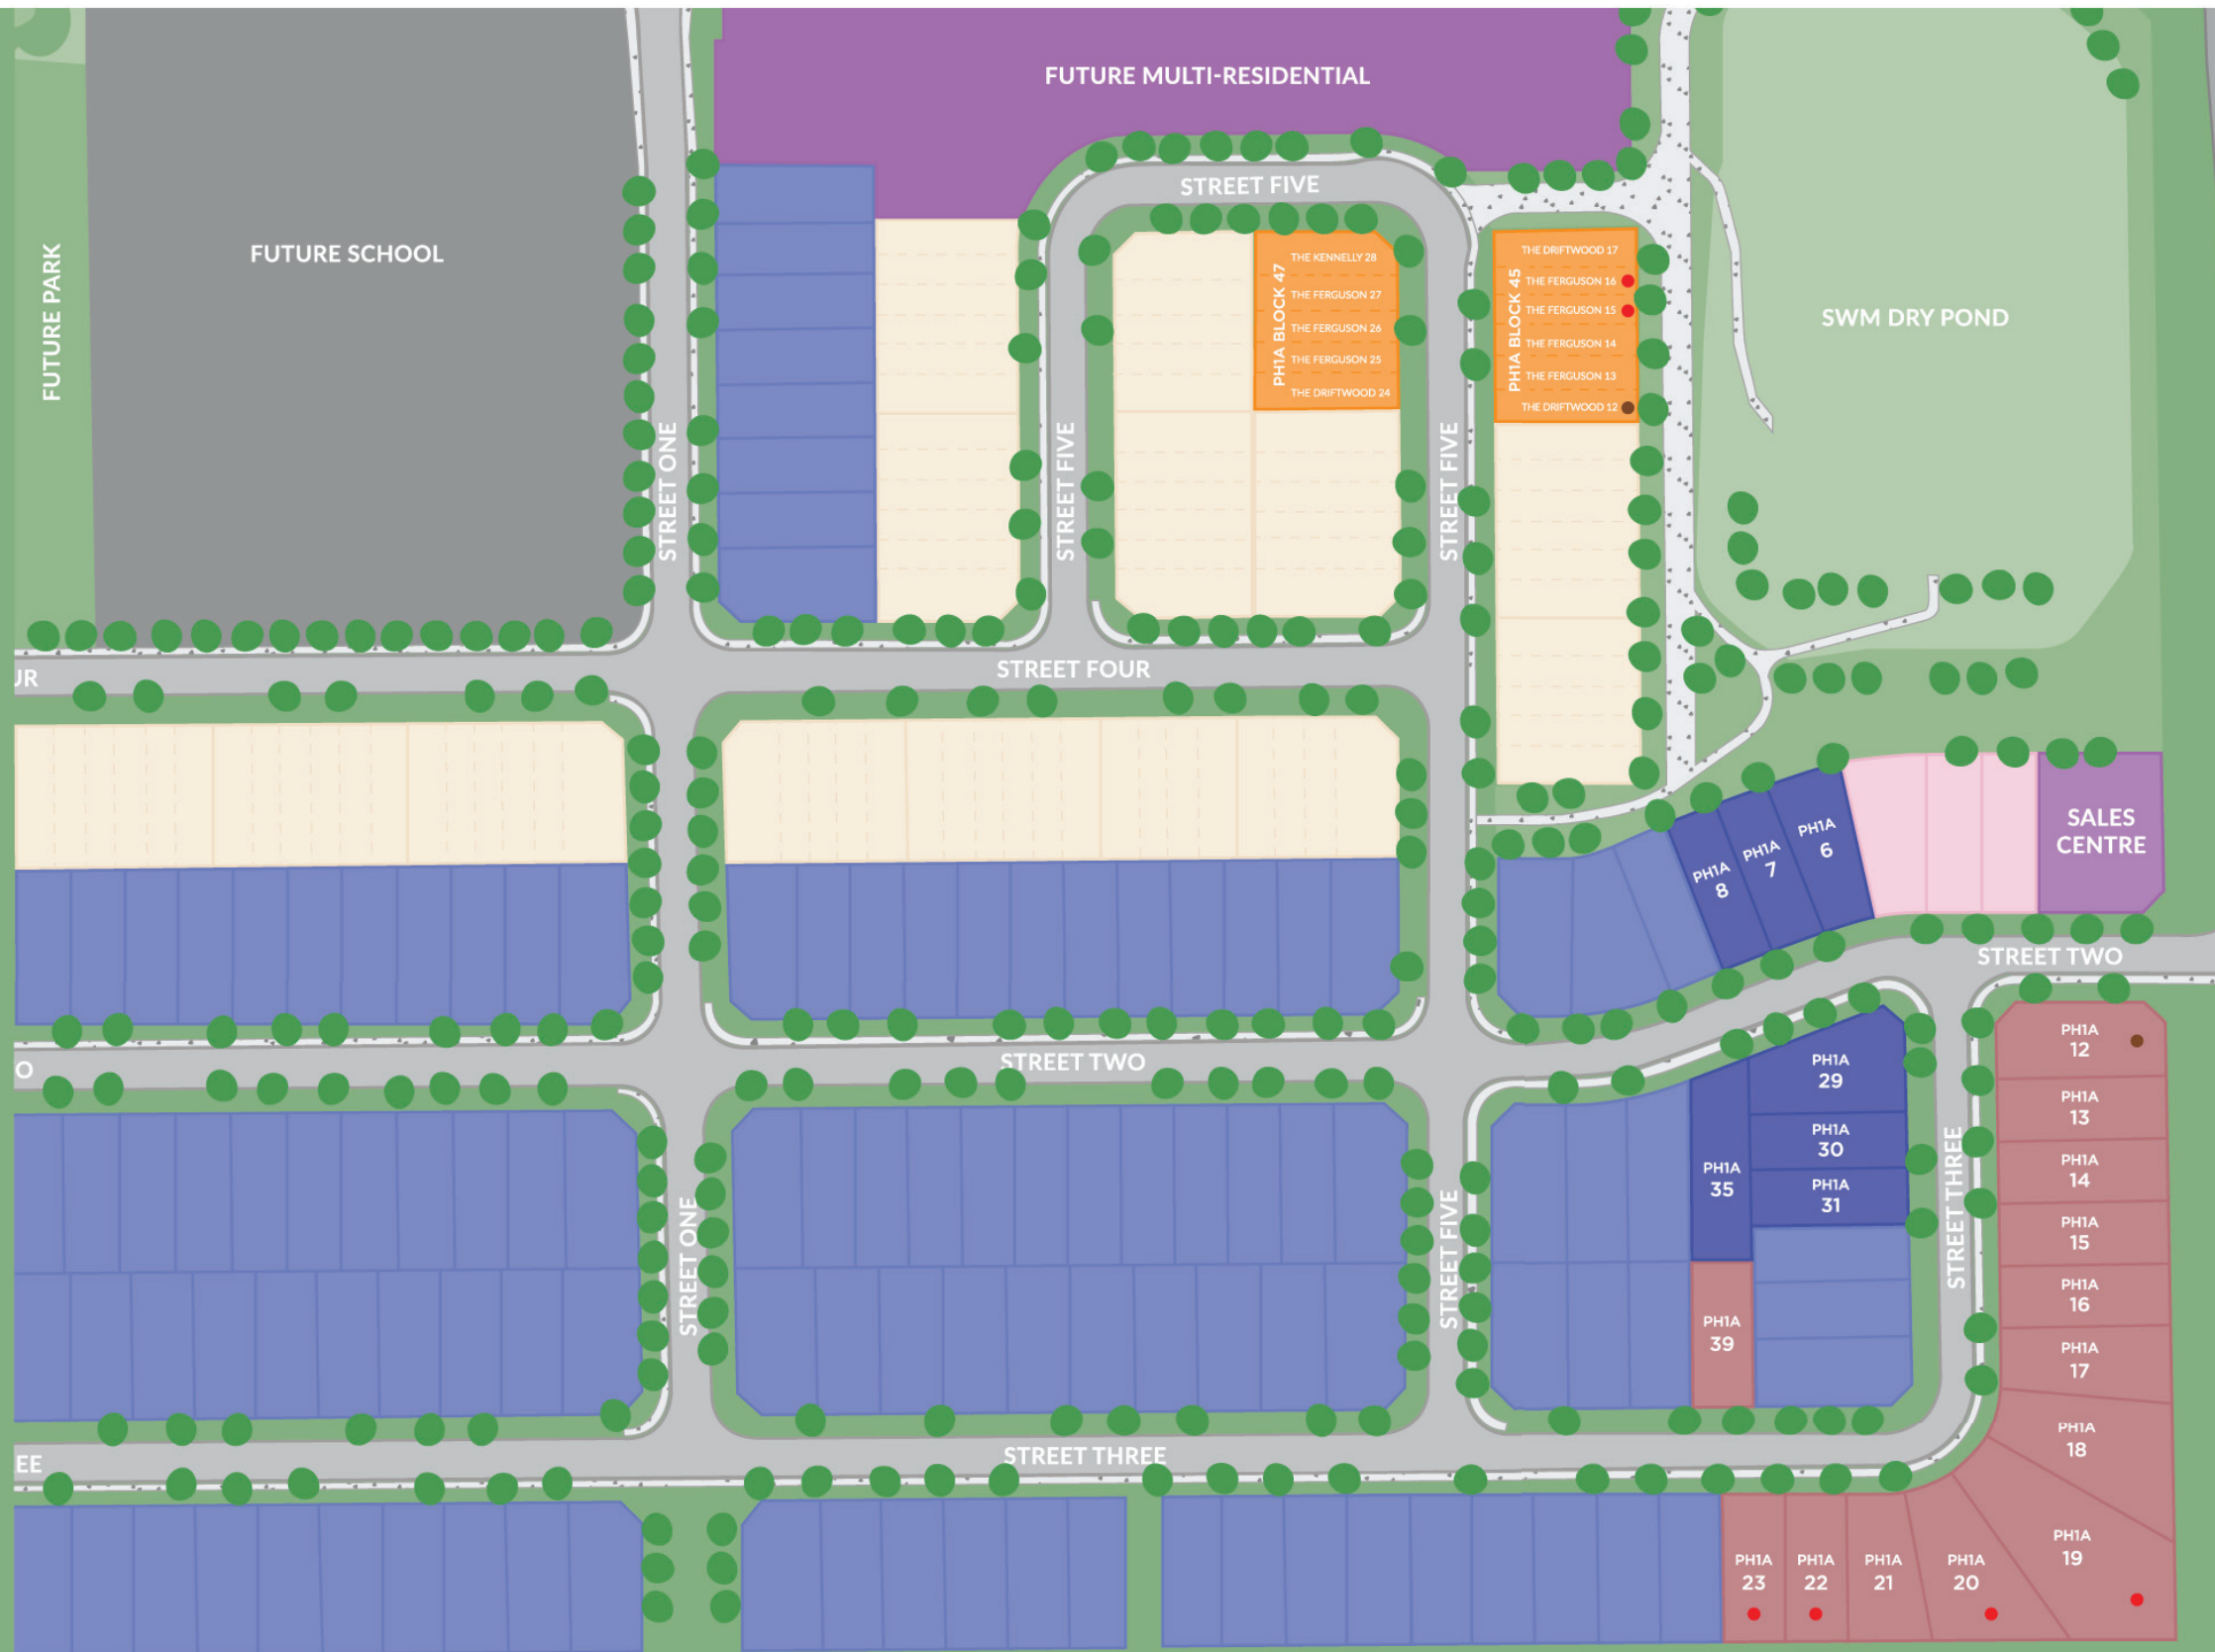 FUTURE MULTI-RESIDENTIAL
FUTURE SCHOOL
FUTURE PARK
STREET FIVE
PH1A BLOCK 47
THE KENNELLY 28
THE FERGUSON 27
THE FERGUSON 26
THE FERGUSON 25
THE DRIFTWOOD 24
PH1A BLOCK 45
THE DRIFTWOOD 17
THE FERGUSON 16
THE FERGUSON 15
THE FERGUSON 14
THE FERGUSON 13
THE DRIFTWOOD 12
SWM DRY POND
STREET ONE
STREET FIVE
STREET FIVE
UR
STREET FOUR
PH1A
8
PH1A
7
PH1A
6
SALES
CENTRE
STREET TWO
O
STREET TWO
PH1A
29
PH1A
30
PH1A
31
PH1A
35
PH1A
39
STREET ONE
STREET FIVE
STREET THREE
PH1A
12
PH1A
13
PH1A
14
PH1A
15
PH1A
16
PH1A
17
PH1A
18
PH1A
19
EE
STREET THREE
PH1A
23
PH1A
22
PH1A
21
PH1A
20